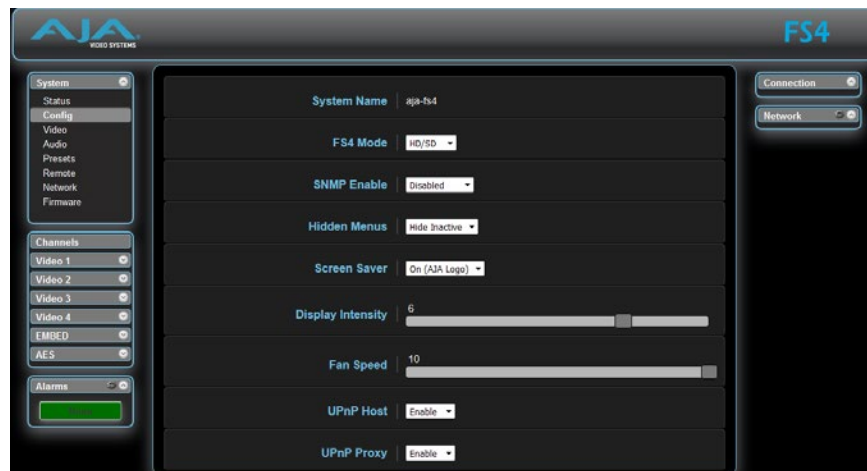 AJA
VIDEO SYSTEMS
FS4
System
Status
Config
Video
Audio
Presets
Remote
Network
Firmware
Channels
Video 1
Video 2
Video 3
Video 4
EMBED
AES
Alarms
System Name aja-fs4
FS4 Mode HD/SD
SNMP Enable Disabled
Hidden Menus Hide Inactive
Screen Saver On (AJA Logo)
Display Intensity 6
Fan Speed 10
UPnP Host Enable
UPnP Proxy Enable
Connection
Network